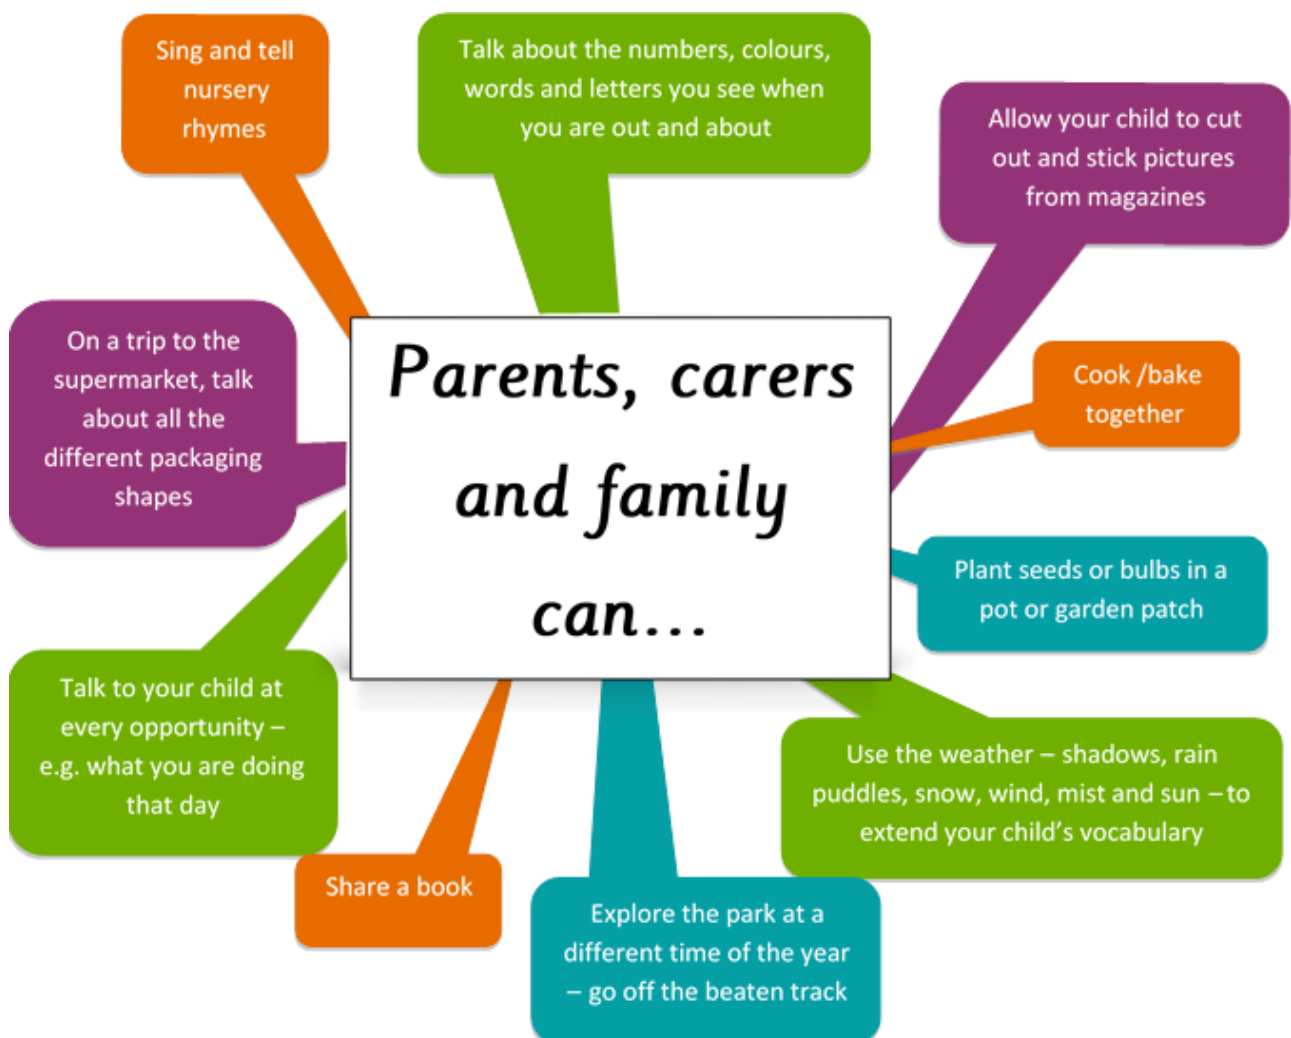 Sing and tell
nursery
rhymes
Talk about the numbers, colours,
words and letters you see when
you are out and about
Allow your child to cut
out and stick pictures
from magazines
On a trip to the
supermarket, talk
about all the
different packaging
shapes
Parents, carers
and family
can...
Cook /bake
together
Plant seeds or bulbs in a
pot or garden patch
Talk to your child at
every opportunity –
e.g. what you are doing
that day
Use the weather – shadows, rain
puddles, snow, wind, mist and sun – to
extend your child’s vocabulary
Share a book
Explore the park at a
different time of the year
– go off the beaten track